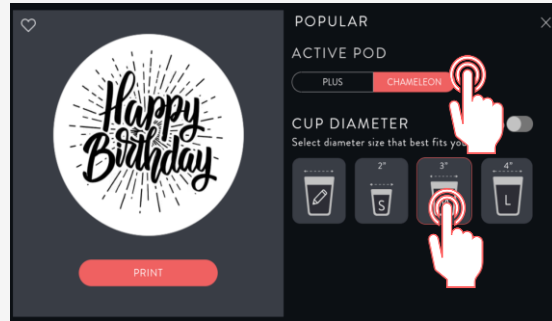 Happy
Birthday
PRINT
POPULAR
ACTIVE POD
PLUS
CHAMELEON
CUP DIAMETER
Select diameter size that best fits
2"
3"
4"
S
L